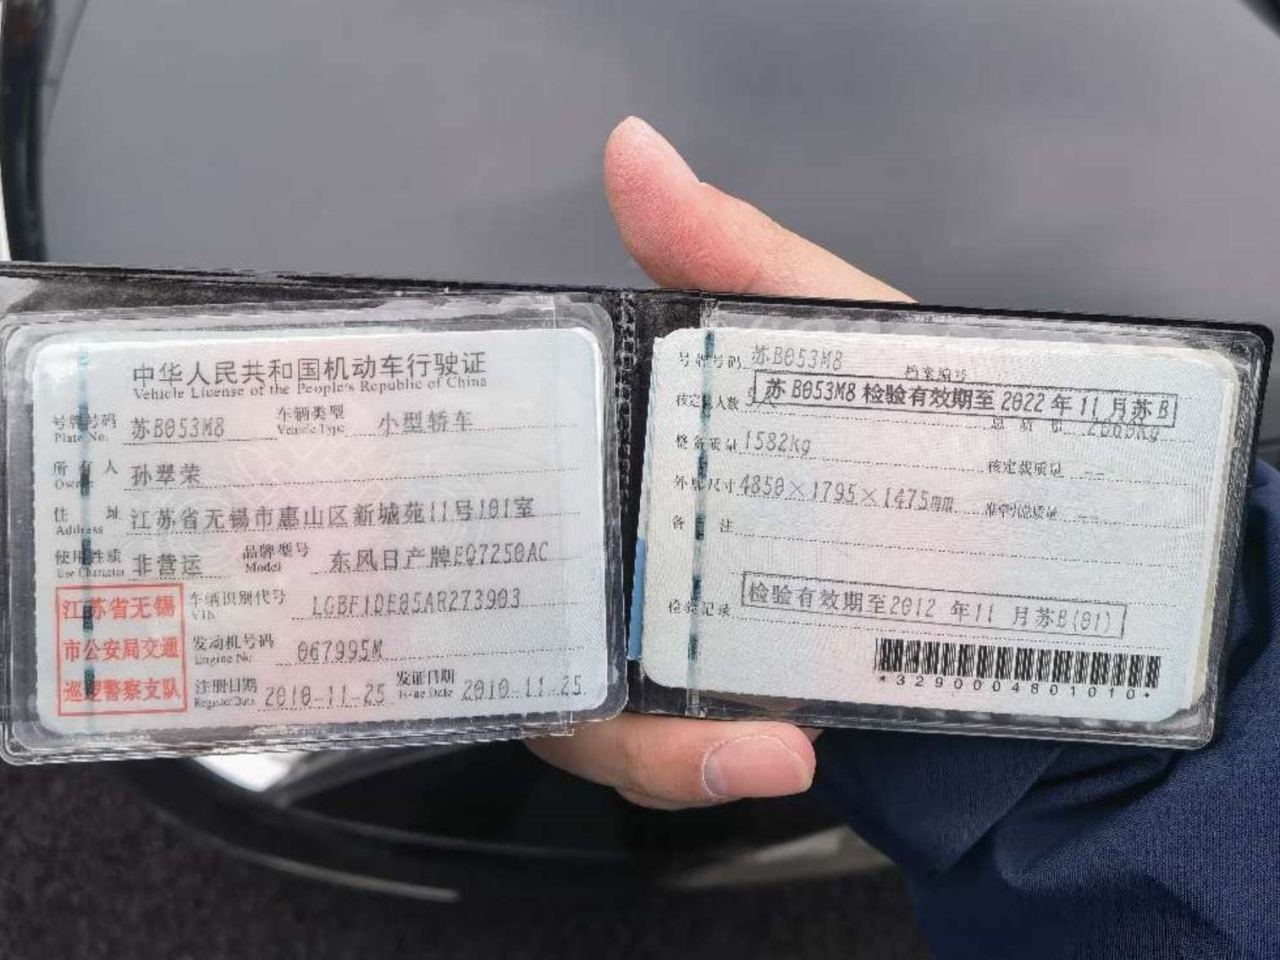 中华人民共和国机动车行驶证
Vehicle License of the People's Republic of China
号牌号码 苏B053M8 车辆类型 小型轿车
Plate No. Vehicle Type
所有人 孙翠荣
Owner
住址 江苏省无锡市惠山区新城苑11号101室
Address
使用性质 非营运 品牌型号 东风日产牌EQ7250AC
Use Character Model
江苏省无锡
市公安局交通
巡逻警察支队
车辆识别代号 LGBF1DE05AR273903
VIN
发动机号码 067995M
Engine No.
注册日期 2010-11-25 发证日期 2010-11-25
Register Date Issue Date
号牌号码 苏B053M8 档案编号
核定载人数
苏B053M8 检验有效期至 2022 年 11 月苏B
总质量 2060kg
整备质量 1582kg 核定载质量 --
外廓尺寸 4850×1795×1475mm 准牵引总质量 --
备注
检验记录 检验有效期至2012 年11 月苏B(01)
*3290004801010*